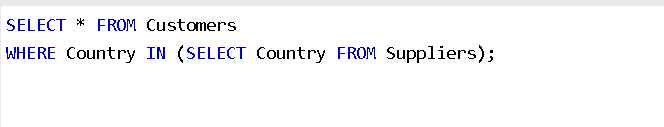 SELECT * FROM Customers
WHERE Country IN (SELECT Country FROM Suppliers);